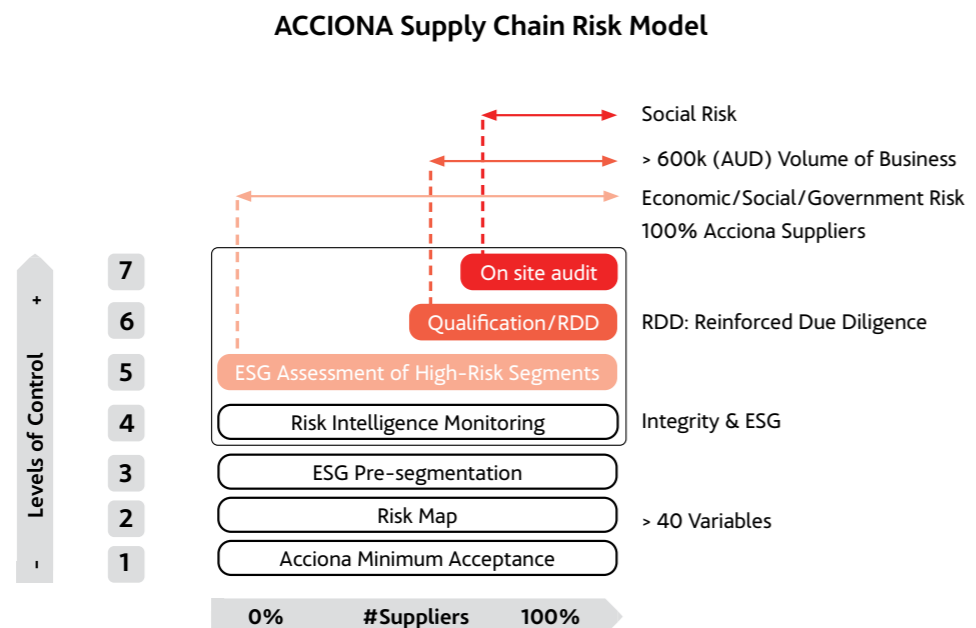 ACCIONA Supply Chain Risk Model
Social Risk
> 600k (AUD) Volume of Business
Economic/Social/Government Risk
100% Acciona Suppliers
7
On site audit
6
Qualification/RDD
RDD: Reinforced Due Diligence
5
ESG Assessment of High-Risk Segments
4
Risk Intelligence Monitoring
Integrity & ESG
3
ESG Pre-segmentation
2
Risk Map
> 40 Variables
1
Acciona Minimum Acceptance
- Levels of Control +
0% #Suppliers 100%